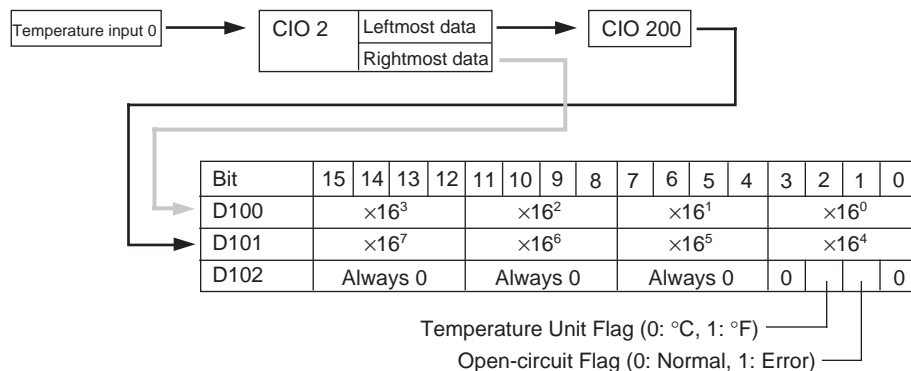 Temperature input 0
CIO 2
Leftmost data
Rightmost data
CIO 200
Bit 15 14 13 12 11 10 9 8 7 6 5 4 3 2 1 0
D100 ×16³ ×16² ×16¹ ×16⁰
D101 ×16⁷ ×16⁶ ×16⁵ ×16⁴
D102 Always 0 Always 0 Always 0 0 0
Temperature Unit Flag (0: °C, 1: °F)
Open-circuit Flag (0: Normal, 1: Error)